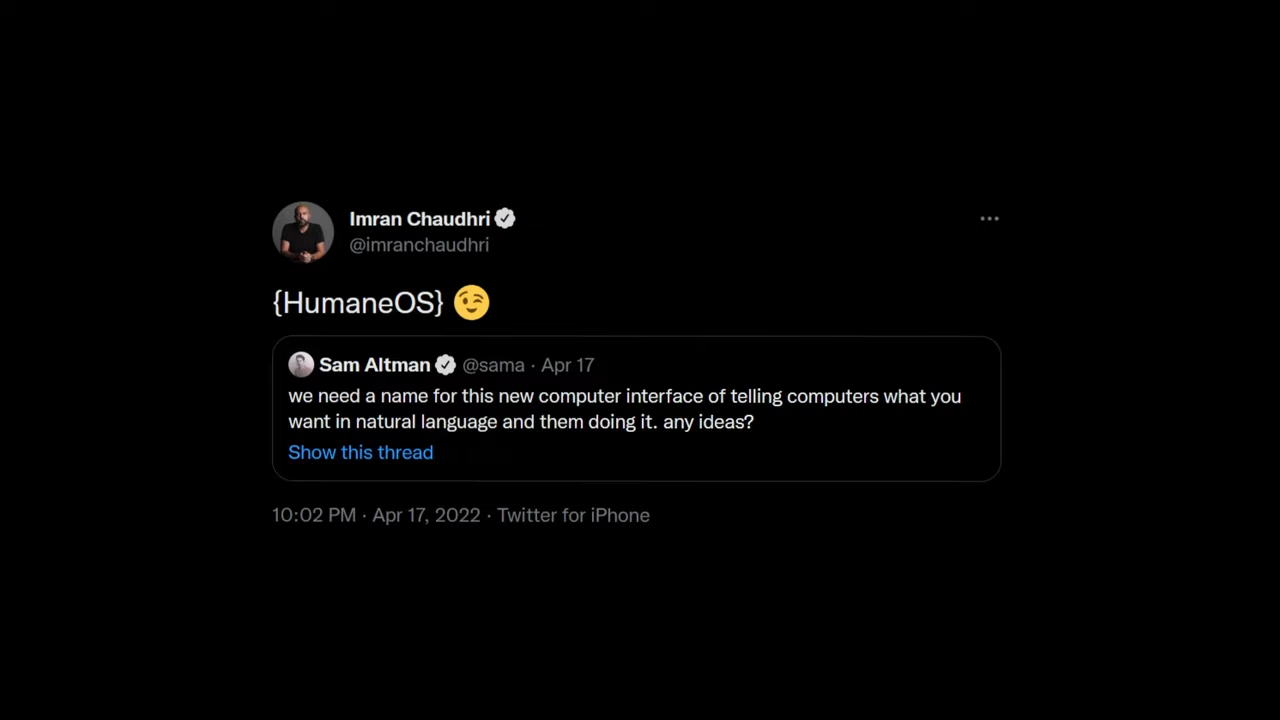 Imran Chaudhri
@imranchaudhri
{HumaneOS} 😉
Sam Altman @sama · Apr 17
we need a name for this new computer interface of telling computers what you
want in natural language and them doing it. any ideas?
Show this thread
10:02 PM · Apr 17, 2022 · Twitter for iPhone